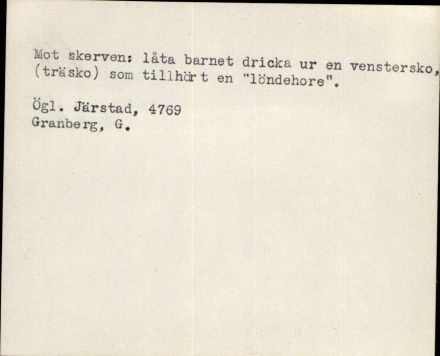 Mot skerven: låta barnet dricka ur en venstersko,
(träsko) som tillhört en "löndehore".
Ögl. Järstad, 4769
Granberg, G.